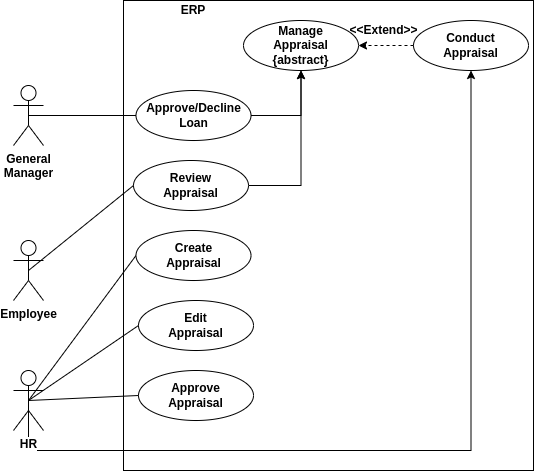 ERP
Manage
Appraisal
{abstract}
<<Extend>>
Conduct
Appraisal
Approve/Decline
Loan
General
Manager
Review
Appraisal
Create
Appraisal
Employee
Edit
Appraisal
Approve
Appraisal
HR